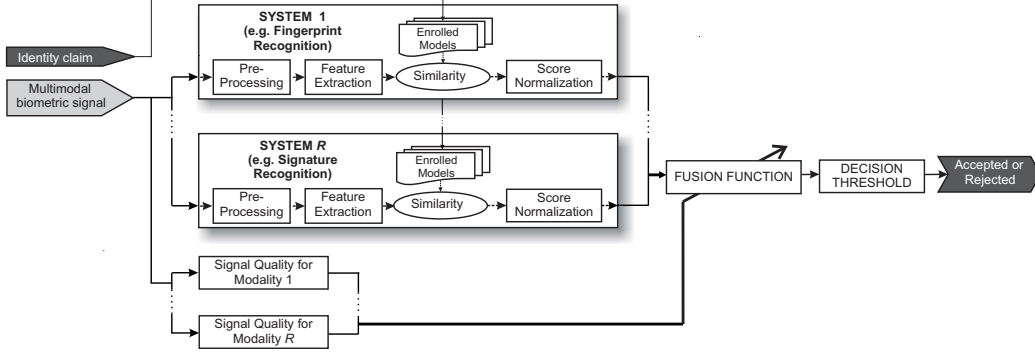 SYSTEM 1
(e.g. Fingerprint
Recognition)
Enrolled
Models
Identity claim
Pre-
Processing
Feature
Extraction
Similarity
Score
Normalization
Multimodal
biometric signal
SYSTEM R
(e.g. Signature
Recognition)
Enrolled
Models
Pre-
Processing
Feature
Extraction
Similarity
Score
Normalization
FUSION FUNCTION
DECISION
THRESHOLD
Accepted or
Rejected
Signal Quality for
Modality 1
Signal Quality for
Modality R